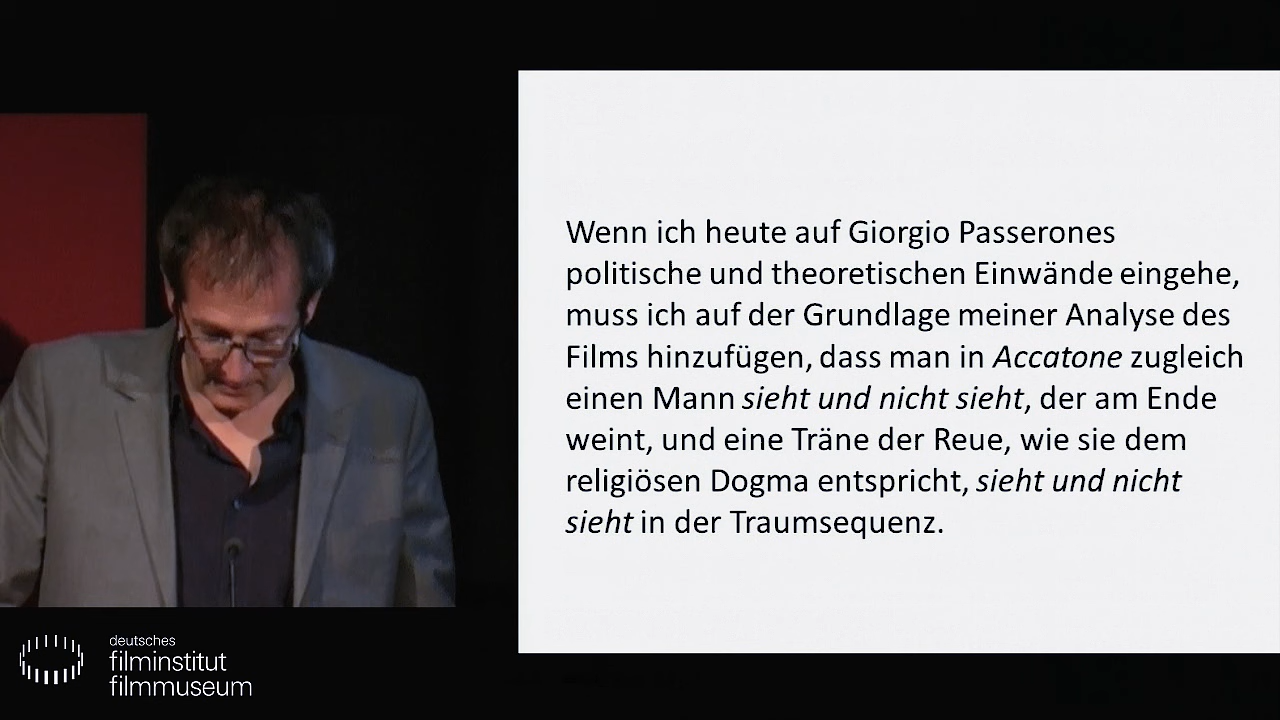 Wenn ich heute auf Giorgio Passerones
politische und theoretischen Einwände eingehe,
muss ich auf der Grundlage meiner Analyse des
Films hinzufügen, dass man in Accatone zugleich
einen Mann sieht und nicht sieht, der am Ende
weint, und eine Träne der Reue, wie sie dem
religiösen Dogma entspricht, sieht und nicht
sieht in der Traumsequenz.
deutsches
filminstitut
filmmuseum